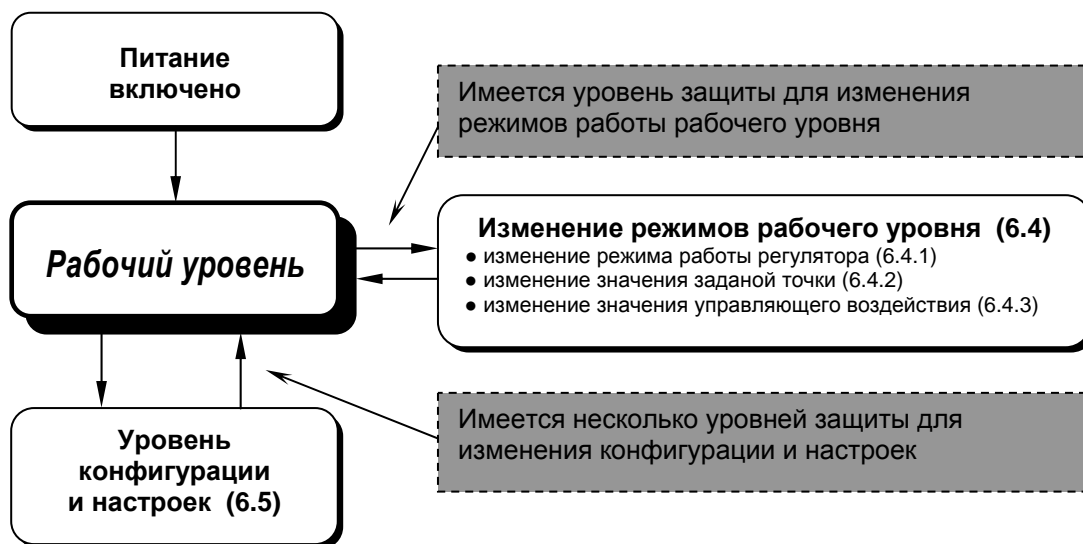 Питание
включено
Имеется уровень защиты для изменения
режимов работы рабочего уровня
Рабочий уровень
Изменение режимов рабочего уровня (6.4)
● изменение режима работы регулятора (6.4.1)
● изменение значения заданой точки (6.4.2)
● изменение значения управляющего воздействия (6.4.3)
Имеется несколько уровней защиты для
изменения конфигурации и настроек
Уровень
конфигурации
и настроек (6.5)